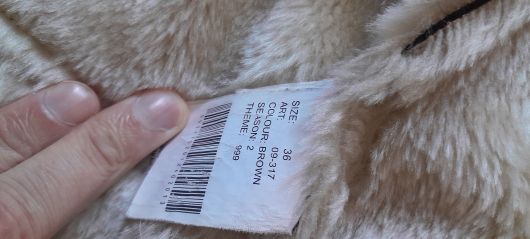 SIZE: 36
ART: 09-317
COLOUR: BROWN
SEASON: 2
THEME: 999